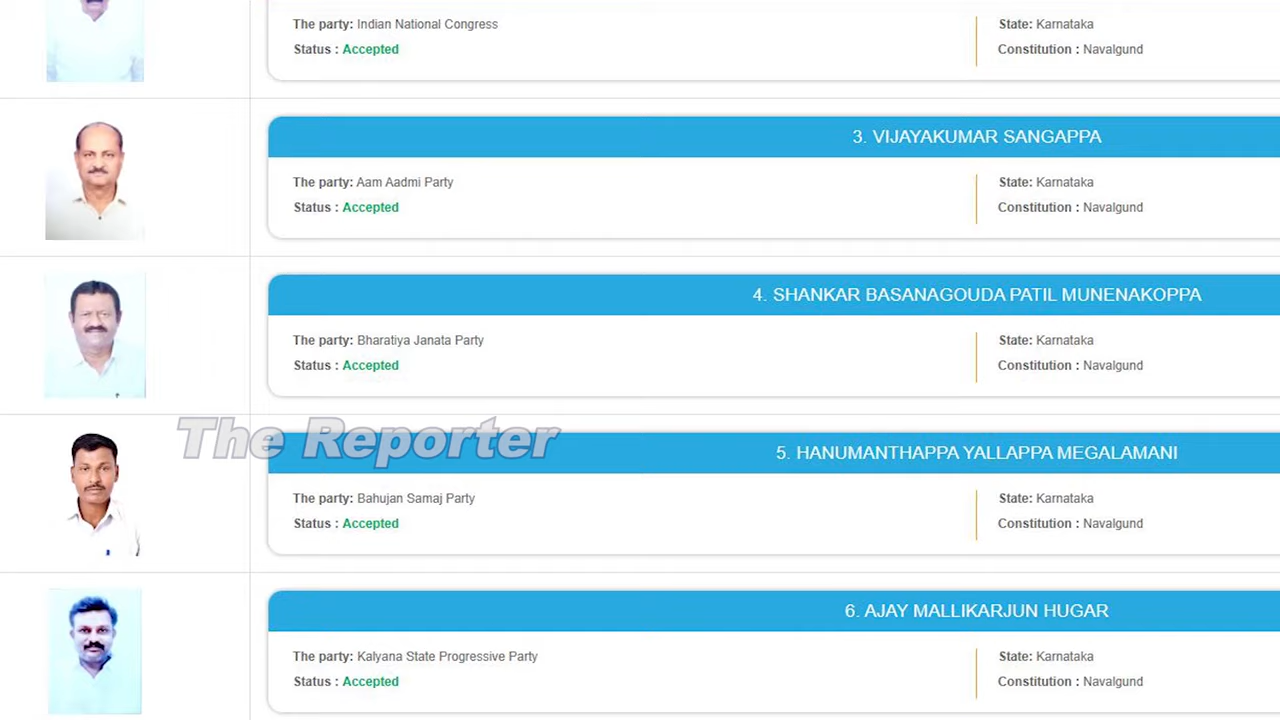 The party: Indian National Congress
State: Karnataka
Status : Accepted
Constitution : Navalgund
3. VIJAYAKUMAR SANGAPPA
The party: Aam Aadmi Party
State: Karnataka
Status : Accepted
Constitution : Navalgund
4. SHANKAR BASANAGOUDA PATIL MUNENAKOPPA
The party: Bharatiya Janata Party
State: Karnataka
Status : Accepted
Constitution : Navalgund
The Reporter
5. HANUMANTHAPPA YALLAPPA MEGALAMANI
The party: Bahujan Samaj Party
State: Karnataka
Status : Accepted
Constitution : Navalgund
6. AJAY MALLIKARJUN HUGAR
The party: Kalyana State Progressive Party
State: Karnataka
Status : Accepted
Constitution : Navalgund